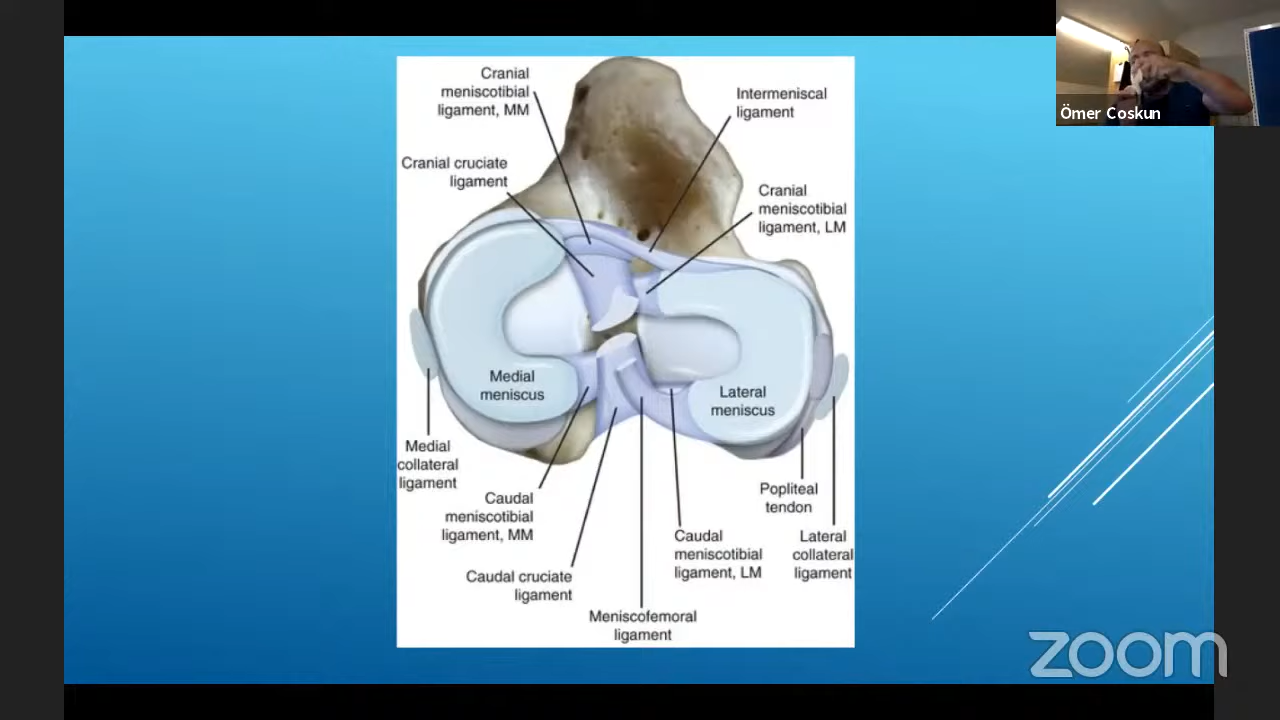 Ömer Coskun
Cranial
meniscotibial
ligament, MM
Intermeniscal
ligament
Cranial cruciate
ligament
Cranial
meniscotibial
ligament, LM
Medial
meniscus
Lateral
meniscus
Medial
collateral
ligament
Caudal
meniscotibial
ligament, MM
Popliteal
tendon
Caudal
meniscotibial
ligament, LM
Lateral
collateral
ligament
Caudal cruciate
ligament
Meniscofemoral
ligament
zoom